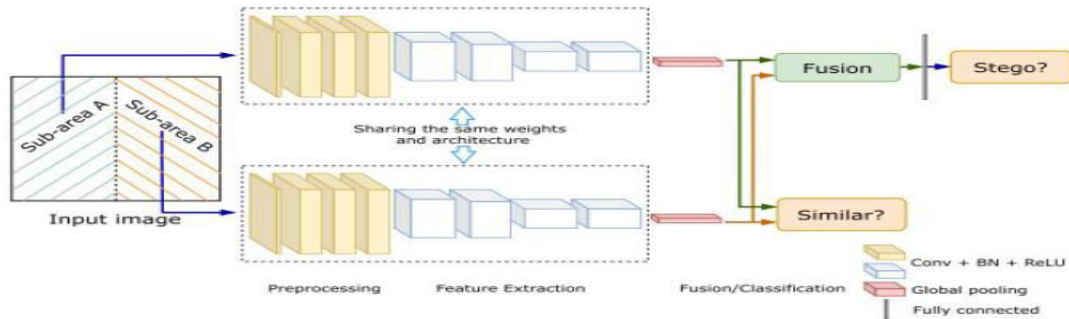 Fusion
Stego?
Sub-area A
Sub-area B
Sharing the same weights
and architecture
Input image
Similar?
Conv + BN + ReLU
Preprocessing
Feature Extraction
Fusion/Classification
Global pooling
Fully connected